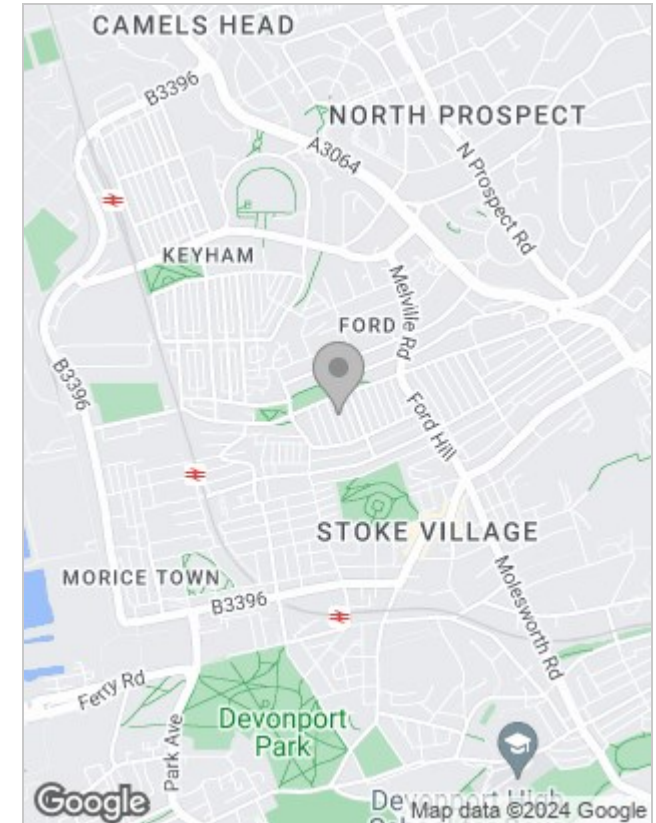 CAMELS HEAD
B3396
NORTH PROSPECT
A3064
N Prospect Rd
KEYHAM
Melville Rd
FORD
B3396
Ford Hill
STOKE VILLAGE
MORICE TOWN
B3396
Molesworth Rd
Ferry Rd
Devonport
Park
Park Ave
Google
Map data ©2024 Google